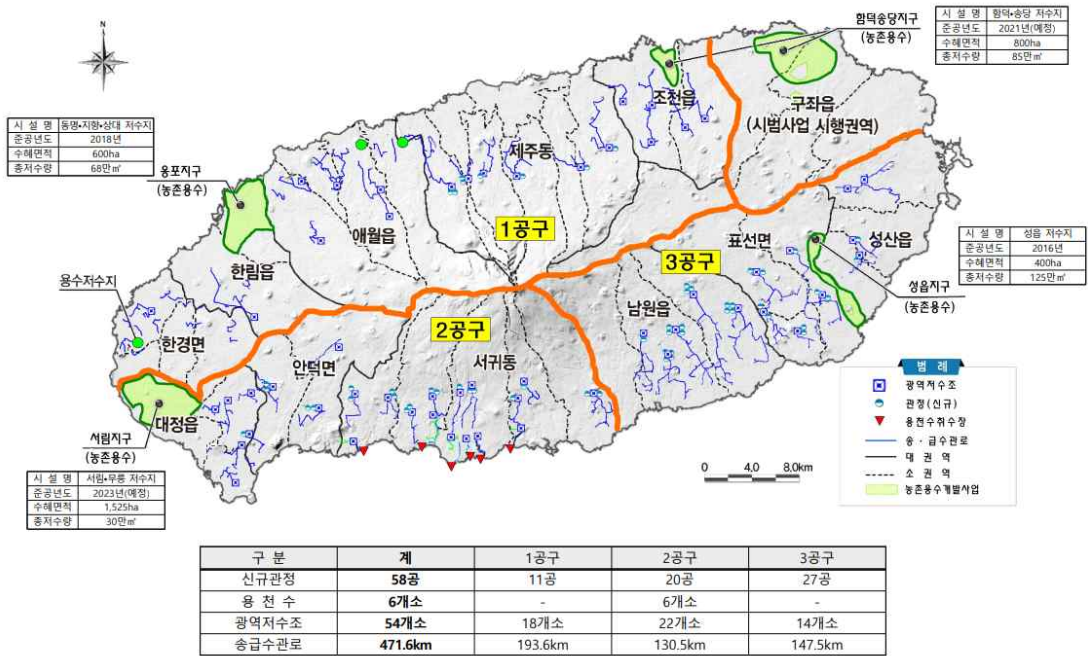 N
함덕송당지구
(농촌용수)
시 설 명 함덕•송당 저수지
준공년도 2021년(예정)
수혜면적 800ha
총저수량 85만㎥
조천읍
구좌읍
(시범사업 시행권역)
시 설 명 동명•지향•상대 저수지
준공년도 2018년
수혜면적 600ha
총저수량 68만㎥
제주동
옹포지구
(농촌용수)
애월읍
1공구
표선면
성산읍
시 설 명 성읍 저수지
준공년도 2016년
수혜면적 400ha
총저수량 125만㎥
한림읍
3공구
성읍지구
(농촌용수)
용수저수지
남원읍
2공구
한경면
안덕면
서귀동
대정읍
서림지구
(농촌용수)
시 설 명 서림•무릉 저수지
준공년도 2023년(예정)
수혜면적 1,525ha
총저수량 30만㎥
0 4.0 8.0km
범 례
광역저수조
관정(신규)
용천수취수장
송ㆍ급수관로
대 권 역
소 권 역
농촌용수개발사업
구 분 계 1공구 2공구 3공구
신규관정 58공 11공 20공 27공
용 천 수 6개소 - 6개소 -
광역저수조 54개소 18개소 22개소 14개소
송급수관로 471.6km 193.6km 130.5km 147.5km